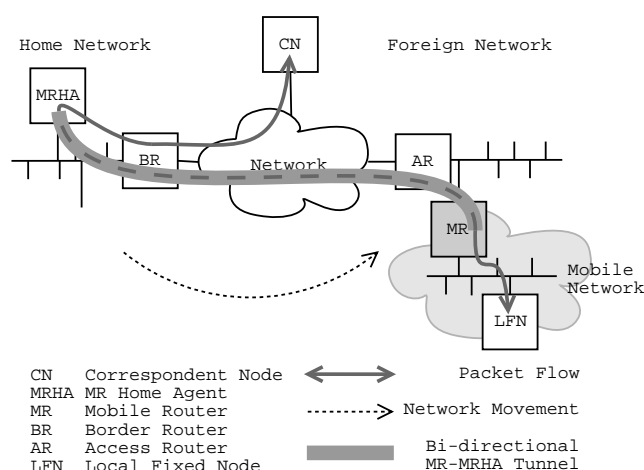 CN
Home Network
Foreign Network
MRHA
BR
Network
AR
MR
Mobile
Network
LFN
CN Correspondent Node
MRHA MR Home Agent
MR Mobile Router
BR Border Router
AR Access Router
LFN Local Fixed Node
Packet Flow
Network Movement
Bi-directional
MR-MRHA Tunnel